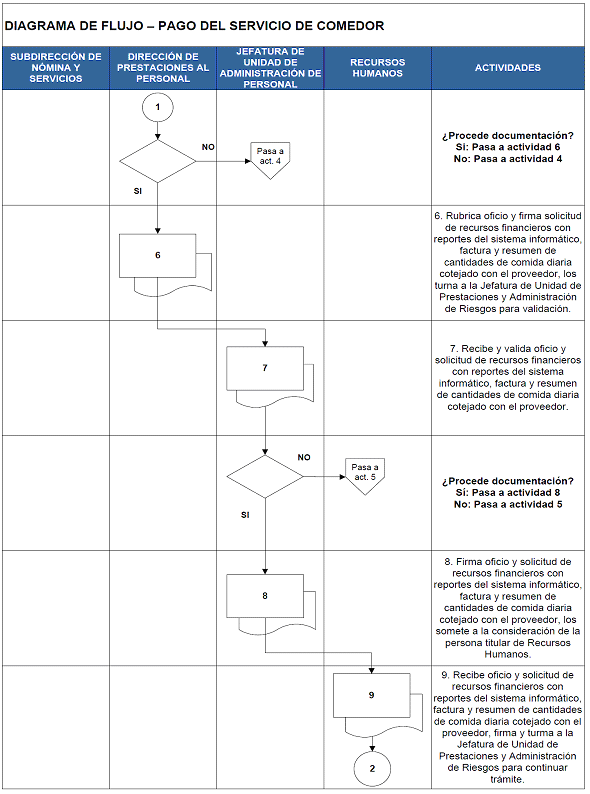 DIAGRAMA DE FLUJO – PAGO DEL SERVICIO DE COMEDOR
SUBDIRECCIÓN DE
NÓMINA Y
SERVICIOS
DIRECCIÓN DE
PRESTACIONES AL
PERSONAL
JEFATURA DE
UNIDAD DE
ADMINISTRACIÓN DE
PERSONAL
RECURSOS
HUMANOS
ACTIVIDADES
1
NO
Pasa a
act. 4
SI
¿Procede documentación?
Si: Pasa a actividad 6
No: Pasa a actividad 4
6
6. Rubrica oficio y firma solicitud
de recursos financieros con
reportes del sistema informático,
factura y resumen de
cantidades de comida diaria
cotejado con el proveedor, los
turna a la Jefatura de Unidad de
Prestaciones y Administración
de Riesgos para validación.
7
7. Recibe y valida oficio y
solicitud de recursos financieros
con reportes del sistema
informático, factura y resumen
de cantidades de comida diaria
cotejado con el proveedor.
NO
Pasa a
act. 5
SI
¿Procede documentación?
Sí: Pasa a actividad 8
No: Pasa a actividad 5
8
8. Firma oficio y solicitud de
recursos financieros con
reportes del sistema informático,
factura y resumen de
cantidades de comida diaria
cotejado con el proveedor, los
somete a la consideración de la
persona titular de Recursos
Humanos.
9
9. Recibe oficio y solicitud de
recursos financieros con
reportes del sistema informático,
factura y resumen de cantidades
de comida diaria cotejado con el
proveedor, firma y turna a la
Jefatura de Unidad de
Prestaciones y Administración
de Riesgos para continuar
trámite.
2